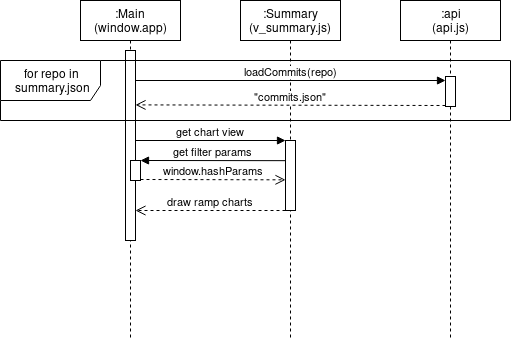 :Main
(window.app)
:Summary
(v_summary.js)
:api
(api.js)
for repo in
summary.json
loadCommits(repo)
"commits.json"
get chart view
get filter params
window.hashParams
draw ramp charts